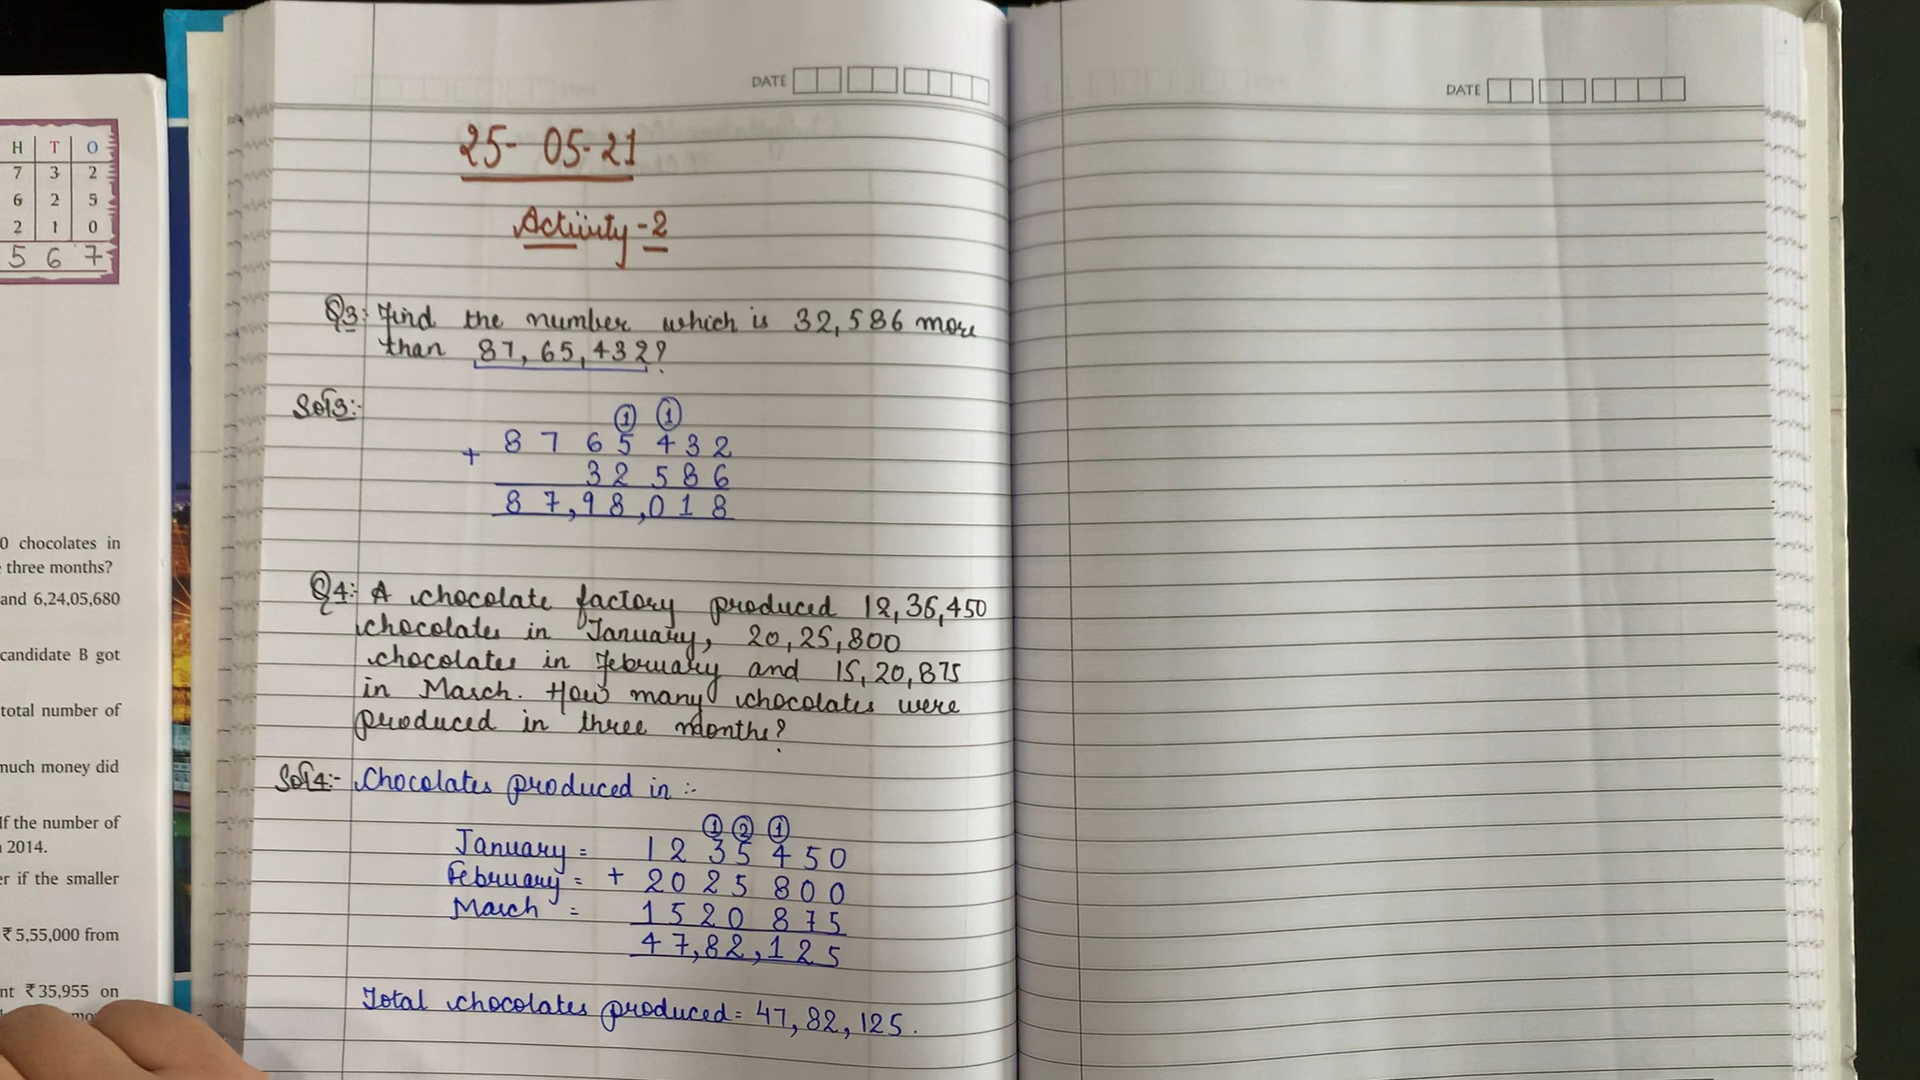 H T O
7 3 2
6 2 5
2 1 0
5 6 7
0 chocolates in
three months?
and 6,24,05,680
candidate B got
total number of
much money did
If the number of
2014.
er if the smaller
₹ 5,55,000 from
nt ₹ 35,955 on
DATE
25-05-21
Activity-2
Q3: Find the number which is 32,586 more
than 87,65,432?
Sol3:-
1 1
8 7 6 5 4 3 2
+ 3 2 5 8 6
8 7,9 8,0 1 8
Q4:- A chocolate factory produced 12,35,450
chocolates in January, 20,25,800
chocolates in February and 15,20,875
in March. How many chocolates were
produced in three months?
Sol4:- Chocolates produced in :-
1 2 1
January = 1 2 3 5 4 5 0
February = + 2 0 2 5 8 0 0
March = 1 5 2 0 8 7 5
4 7,8 2,1 2 5
Total chocolates produced = 47,82,125.
DATE